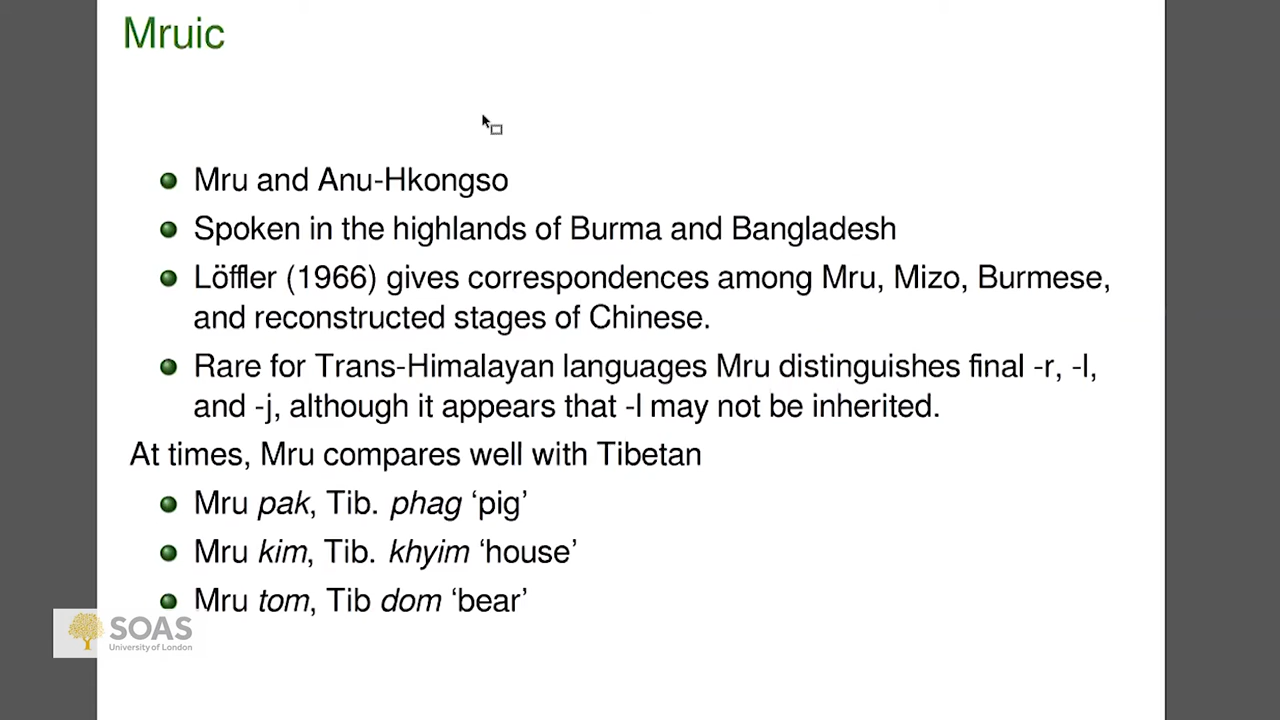 Mruic
Mru and Anu-Hkongso
Spoken in the highlands of Burma and Bangladesh
Löffler (1966) gives correspondences among Mru, Mizo, Burmese,
and reconstructed stages of Chinese.
Rare for Trans-Himalayan languages Mru distinguishes final -r, -l,
and -j, although it appears that -l may not be inherited.
At times, Mru compares well with Tibetan
Mru pak, Tib. phag ‘pig’
Mru kim, Tib. khyim ‘house’
Mru tom, Tib dom ‘bear’
SOAS
University of London